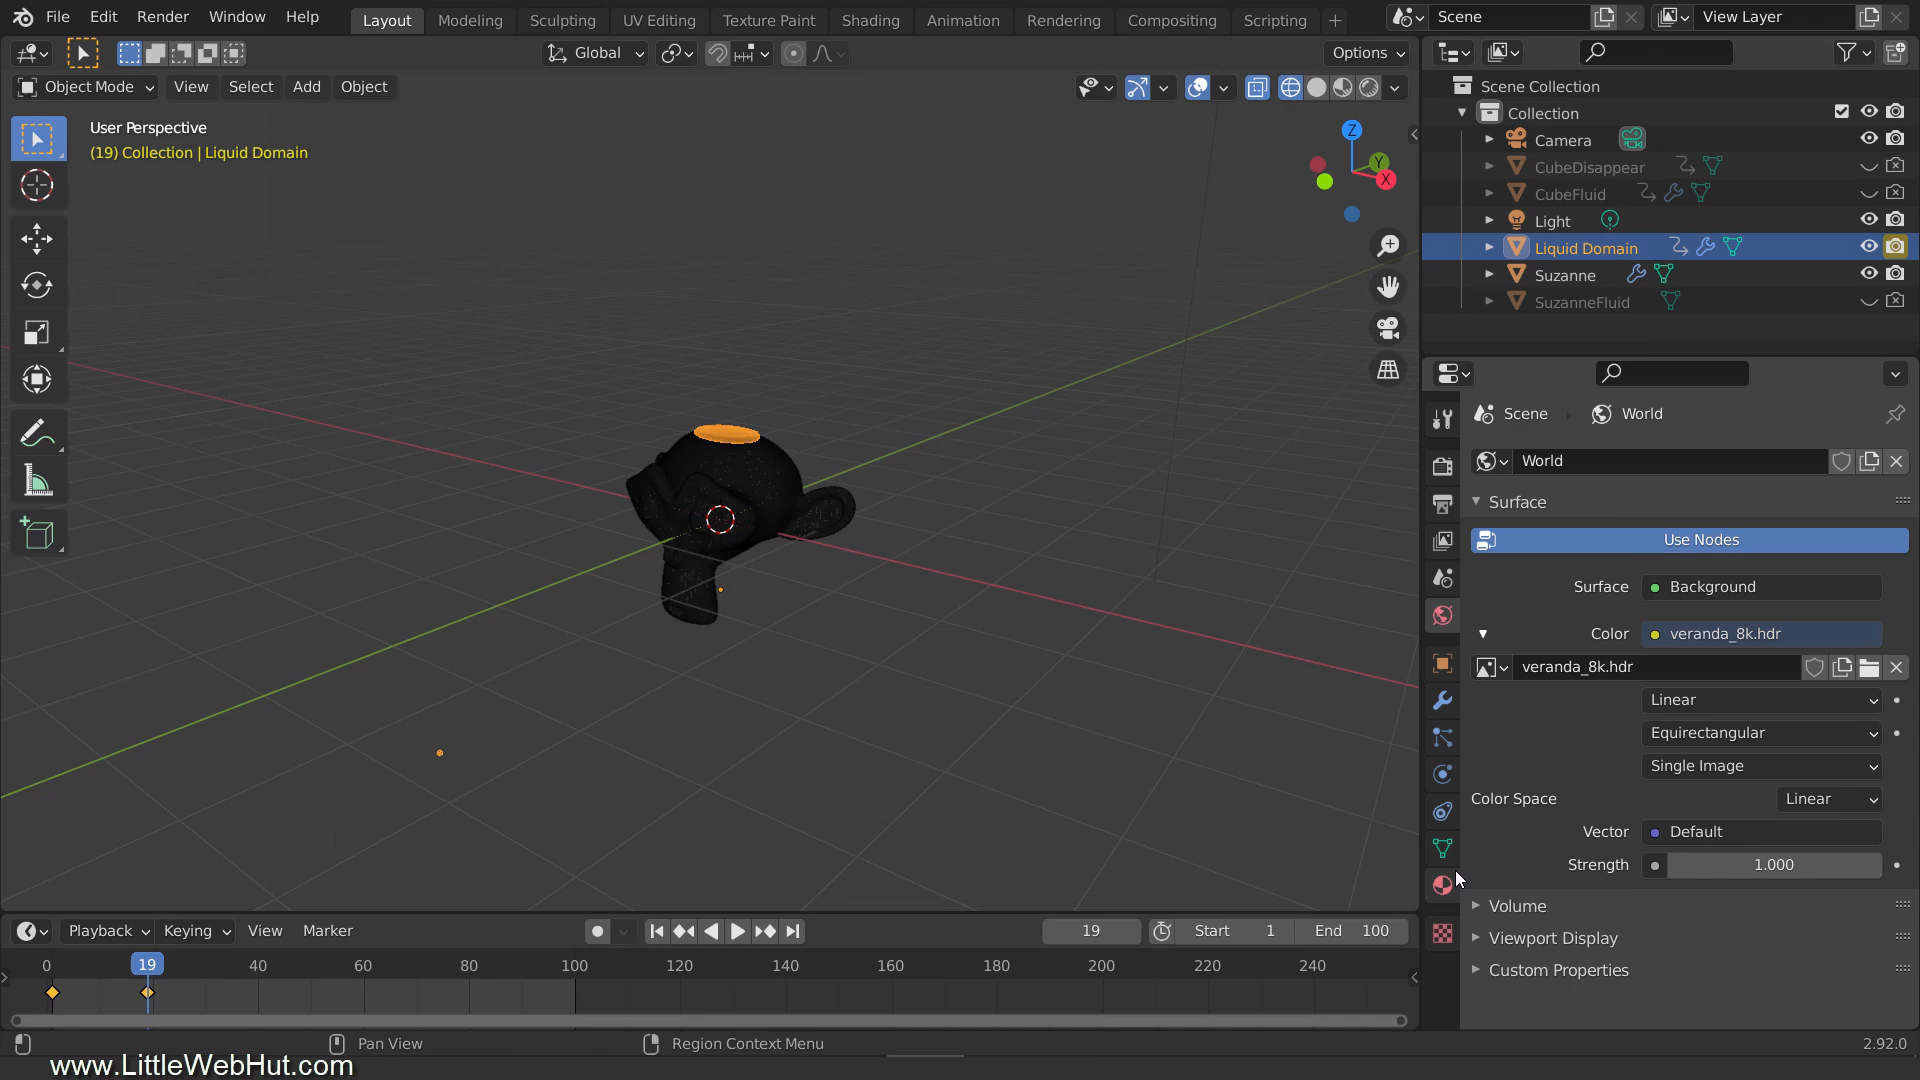 File Edit Render Window Help Layout Modeling Sculpting UV Editing Texture Paint Shading Animation Rendering Compositing Scripting Scene View Layer
Global Options
Object Mode View Select Add Object
User Perspective
(19) Collection | Liquid Domain
Z
Y
X
Scene Collection
Collection
Camera
CubeDisappear
CubeFluid
Light
Liquid Domain
Suzanne
SuzanneFluid
Scene World
World
Surface
Use Nodes
Surface Background
Color veranda_8k.hdr
veranda_8k.hdr
Linear
Equirectangular
Single Image
Color Space Linear
Vector Default
Strength 1.000
Volume
Viewport Display
Custom Properties
Playback Keying View Marker 19 Start 1 End 100
0 19 40 60 80 100 120 140 160 180 200 220 240
Pan View Region Context Menu 2.92.0
www.LittleWebHut.com